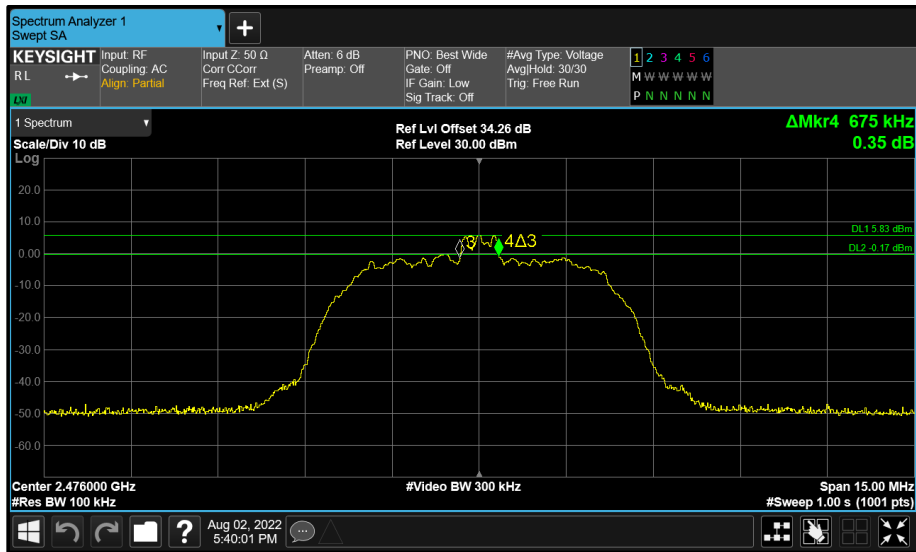 Spectrum Analyzer 1
Swept SA
+
KEYSIGHT
RL
LXI
Input: RF
Coupling: AC
Align: Partial
Input Z: 50 Ω
Corr CCorr
Freq Ref: Ext (S)
Atten: 6 dB
Preamp: Off
PNO: Best Wide
Gate: Off
IF Gain: Low
Sig Track: Off
#Avg Type: Voltage
Avg|Hold: 30/30
Trig: Free Run
1 2 3 4 5 6
M W W W W W
P N N N N N
1 Spectrum
Scale/Div 10 dB
Ref Lvl Offset 34.26 dB
Ref Level 30.00 dBm
ΔMkr4 675 kHz
0.35 dB
Log
20.0
10.0
0.00
-10.0
-20.0
-30.0
-40.0
-50.0
-60.0
3
4Δ3
DL1 5.83 dBm
DL2 -0.17 dBm
Center 2.476000 GHz
#Video BW 300 kHz
Span 15.00 MHz
#Res BW 100 kHz
#Sweep 1.00 s (1001 pts)
?
Aug 02, 2022
5:40:01 PM